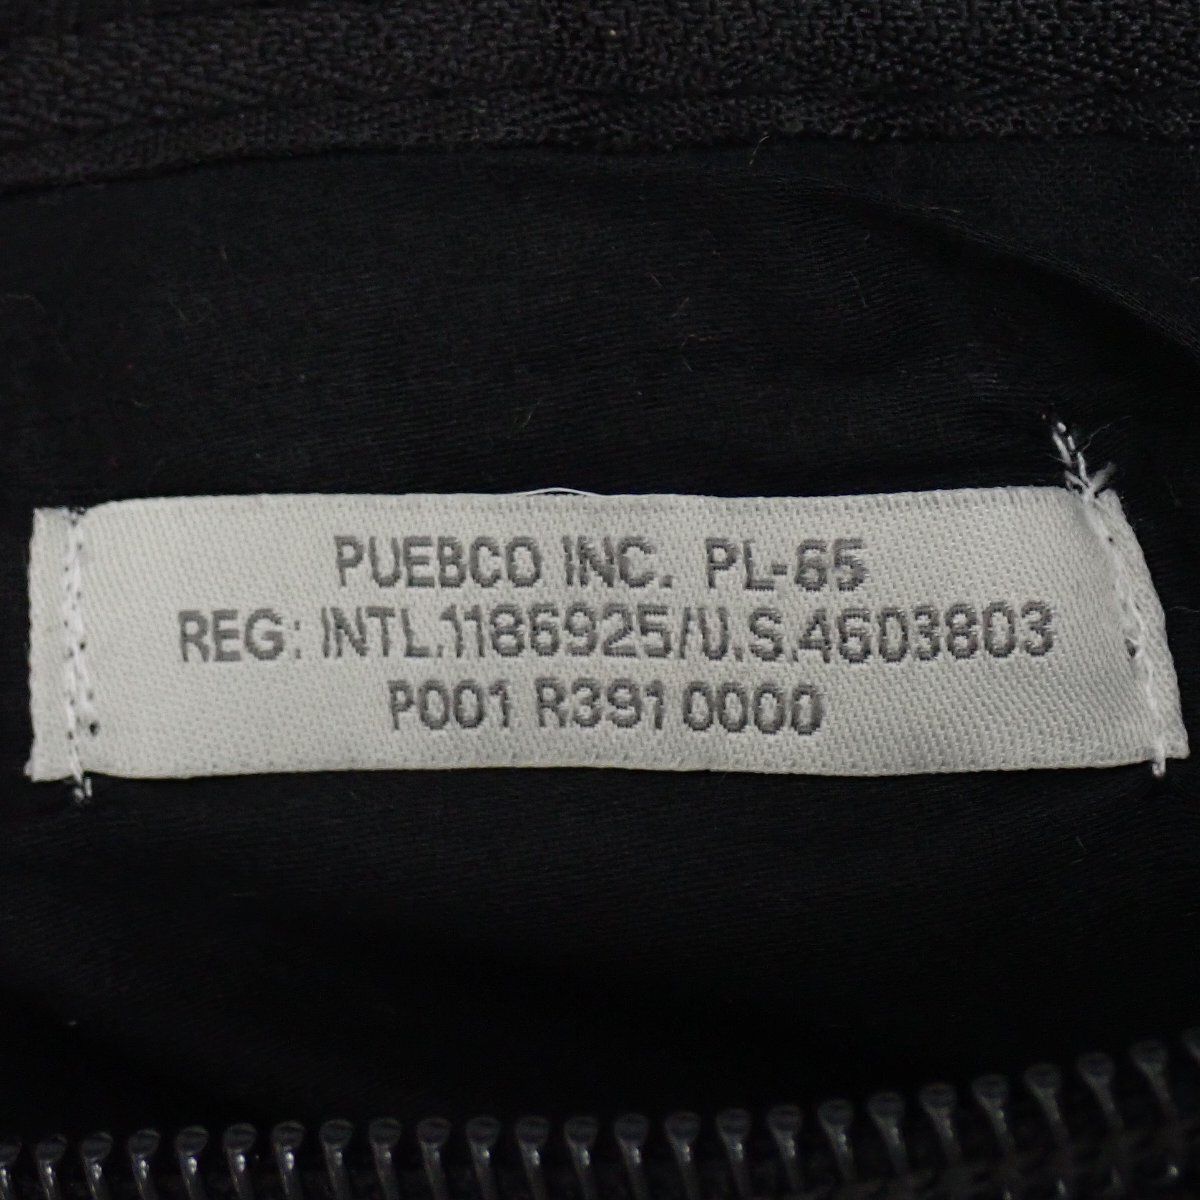 PUEBCO INC. PL-65
REG: INTL.1186925/U.S.4603803
P001 R391 0000